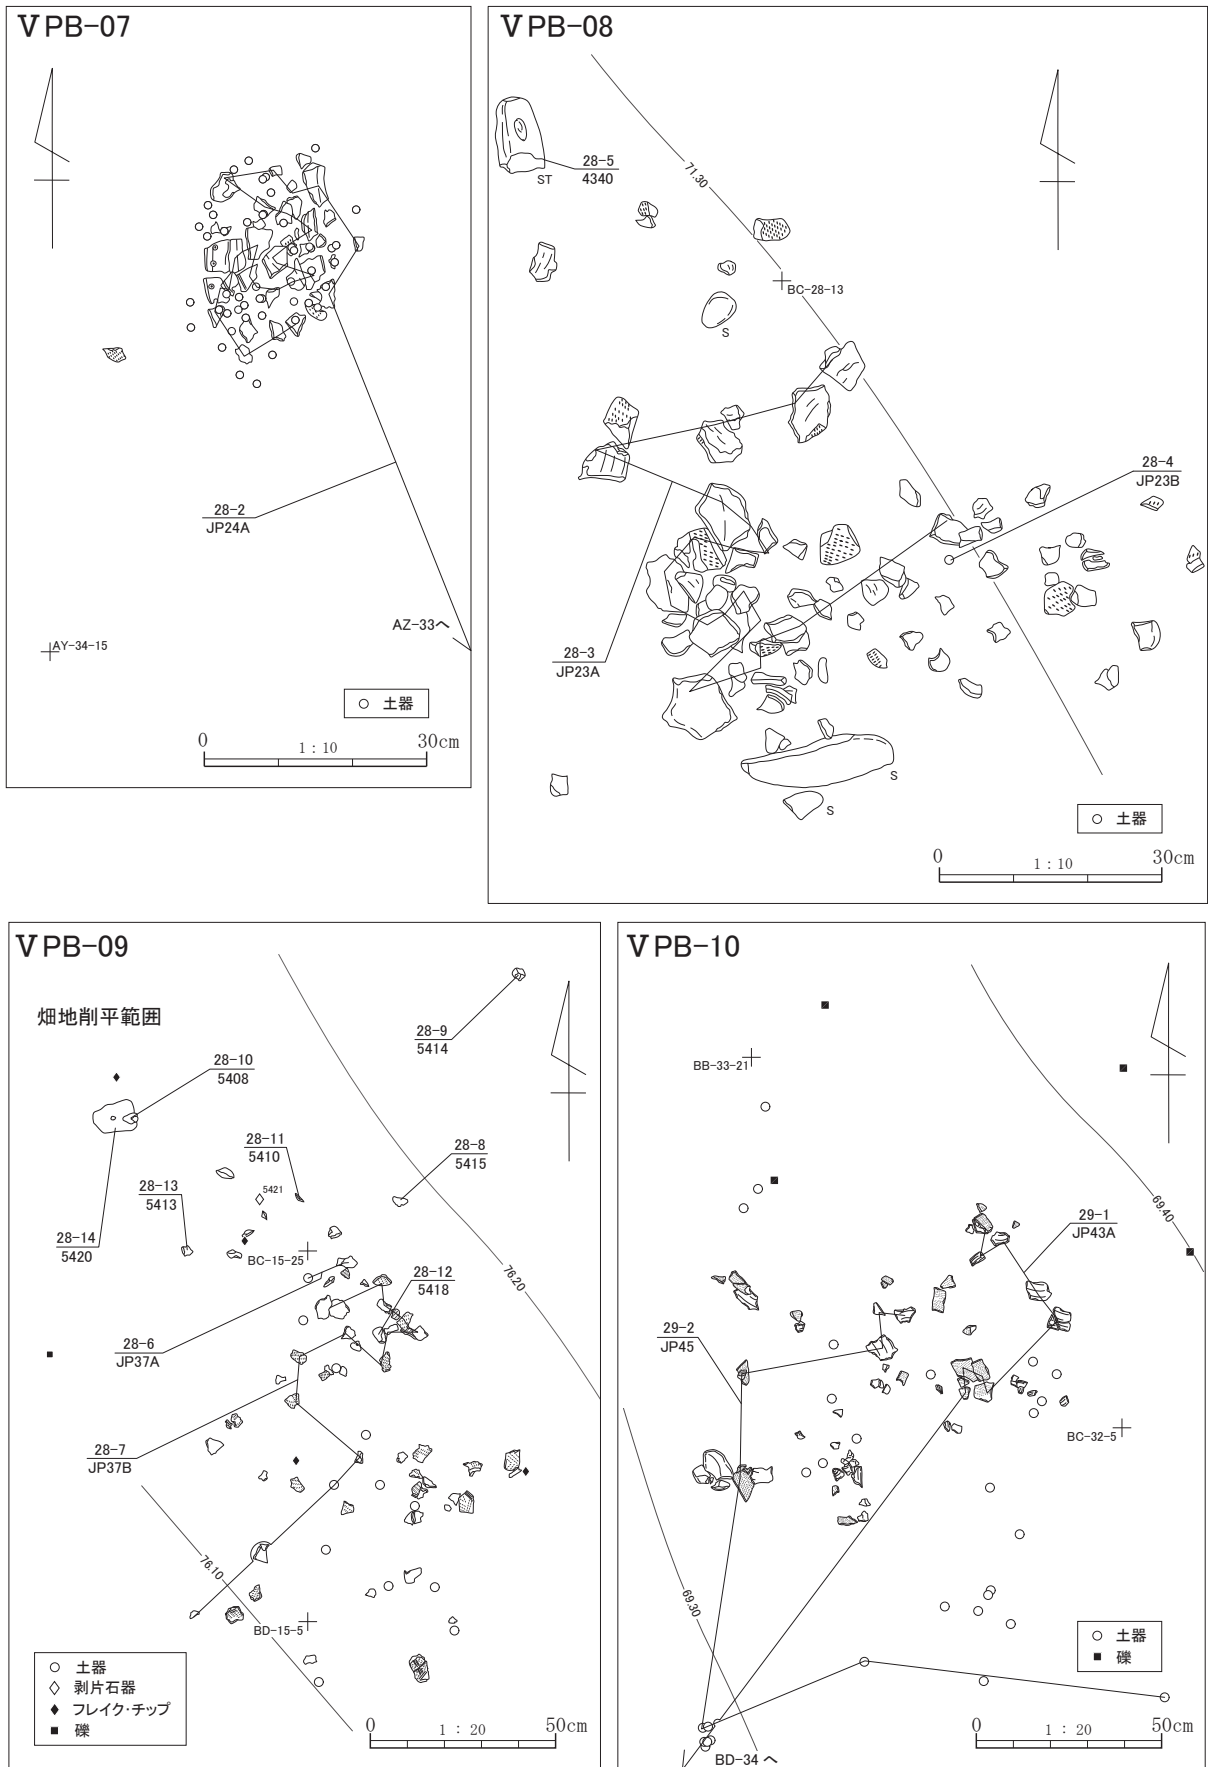 Ⅴ PB-07
28-2
JP24A
AZ-33へ
AY-34-15
○ 土器
0 1：10 30cm
Ⅴ PB-08
28-5
4340
ST
71.30
BC-28-13
S
28-4
JP23B
28-3
JP23A
S
S
○ 土器
0 1：10 30cm
Ⅴ PB-09
畑地削平範囲
28-9
5414
28-10
5408
28-11
5410
28-8
5415
28-13
5413
5421
28-14
5420
BC-15-25
28-12
5418
76.20
28-6
JP37A
28-7
JP37B
76.10
BD-15-5
○ 土器
◇ 剥片石器
◆ フレイク・チップ
■ 礫
0 1：20 50cm
Ⅴ PB-10
BB-33-21
69.40
29-1
JP43A
29-2
JP45
BC-32-5
69.30
○ 土器
■ 礫
0 1：20 50cm
BD-34 へ